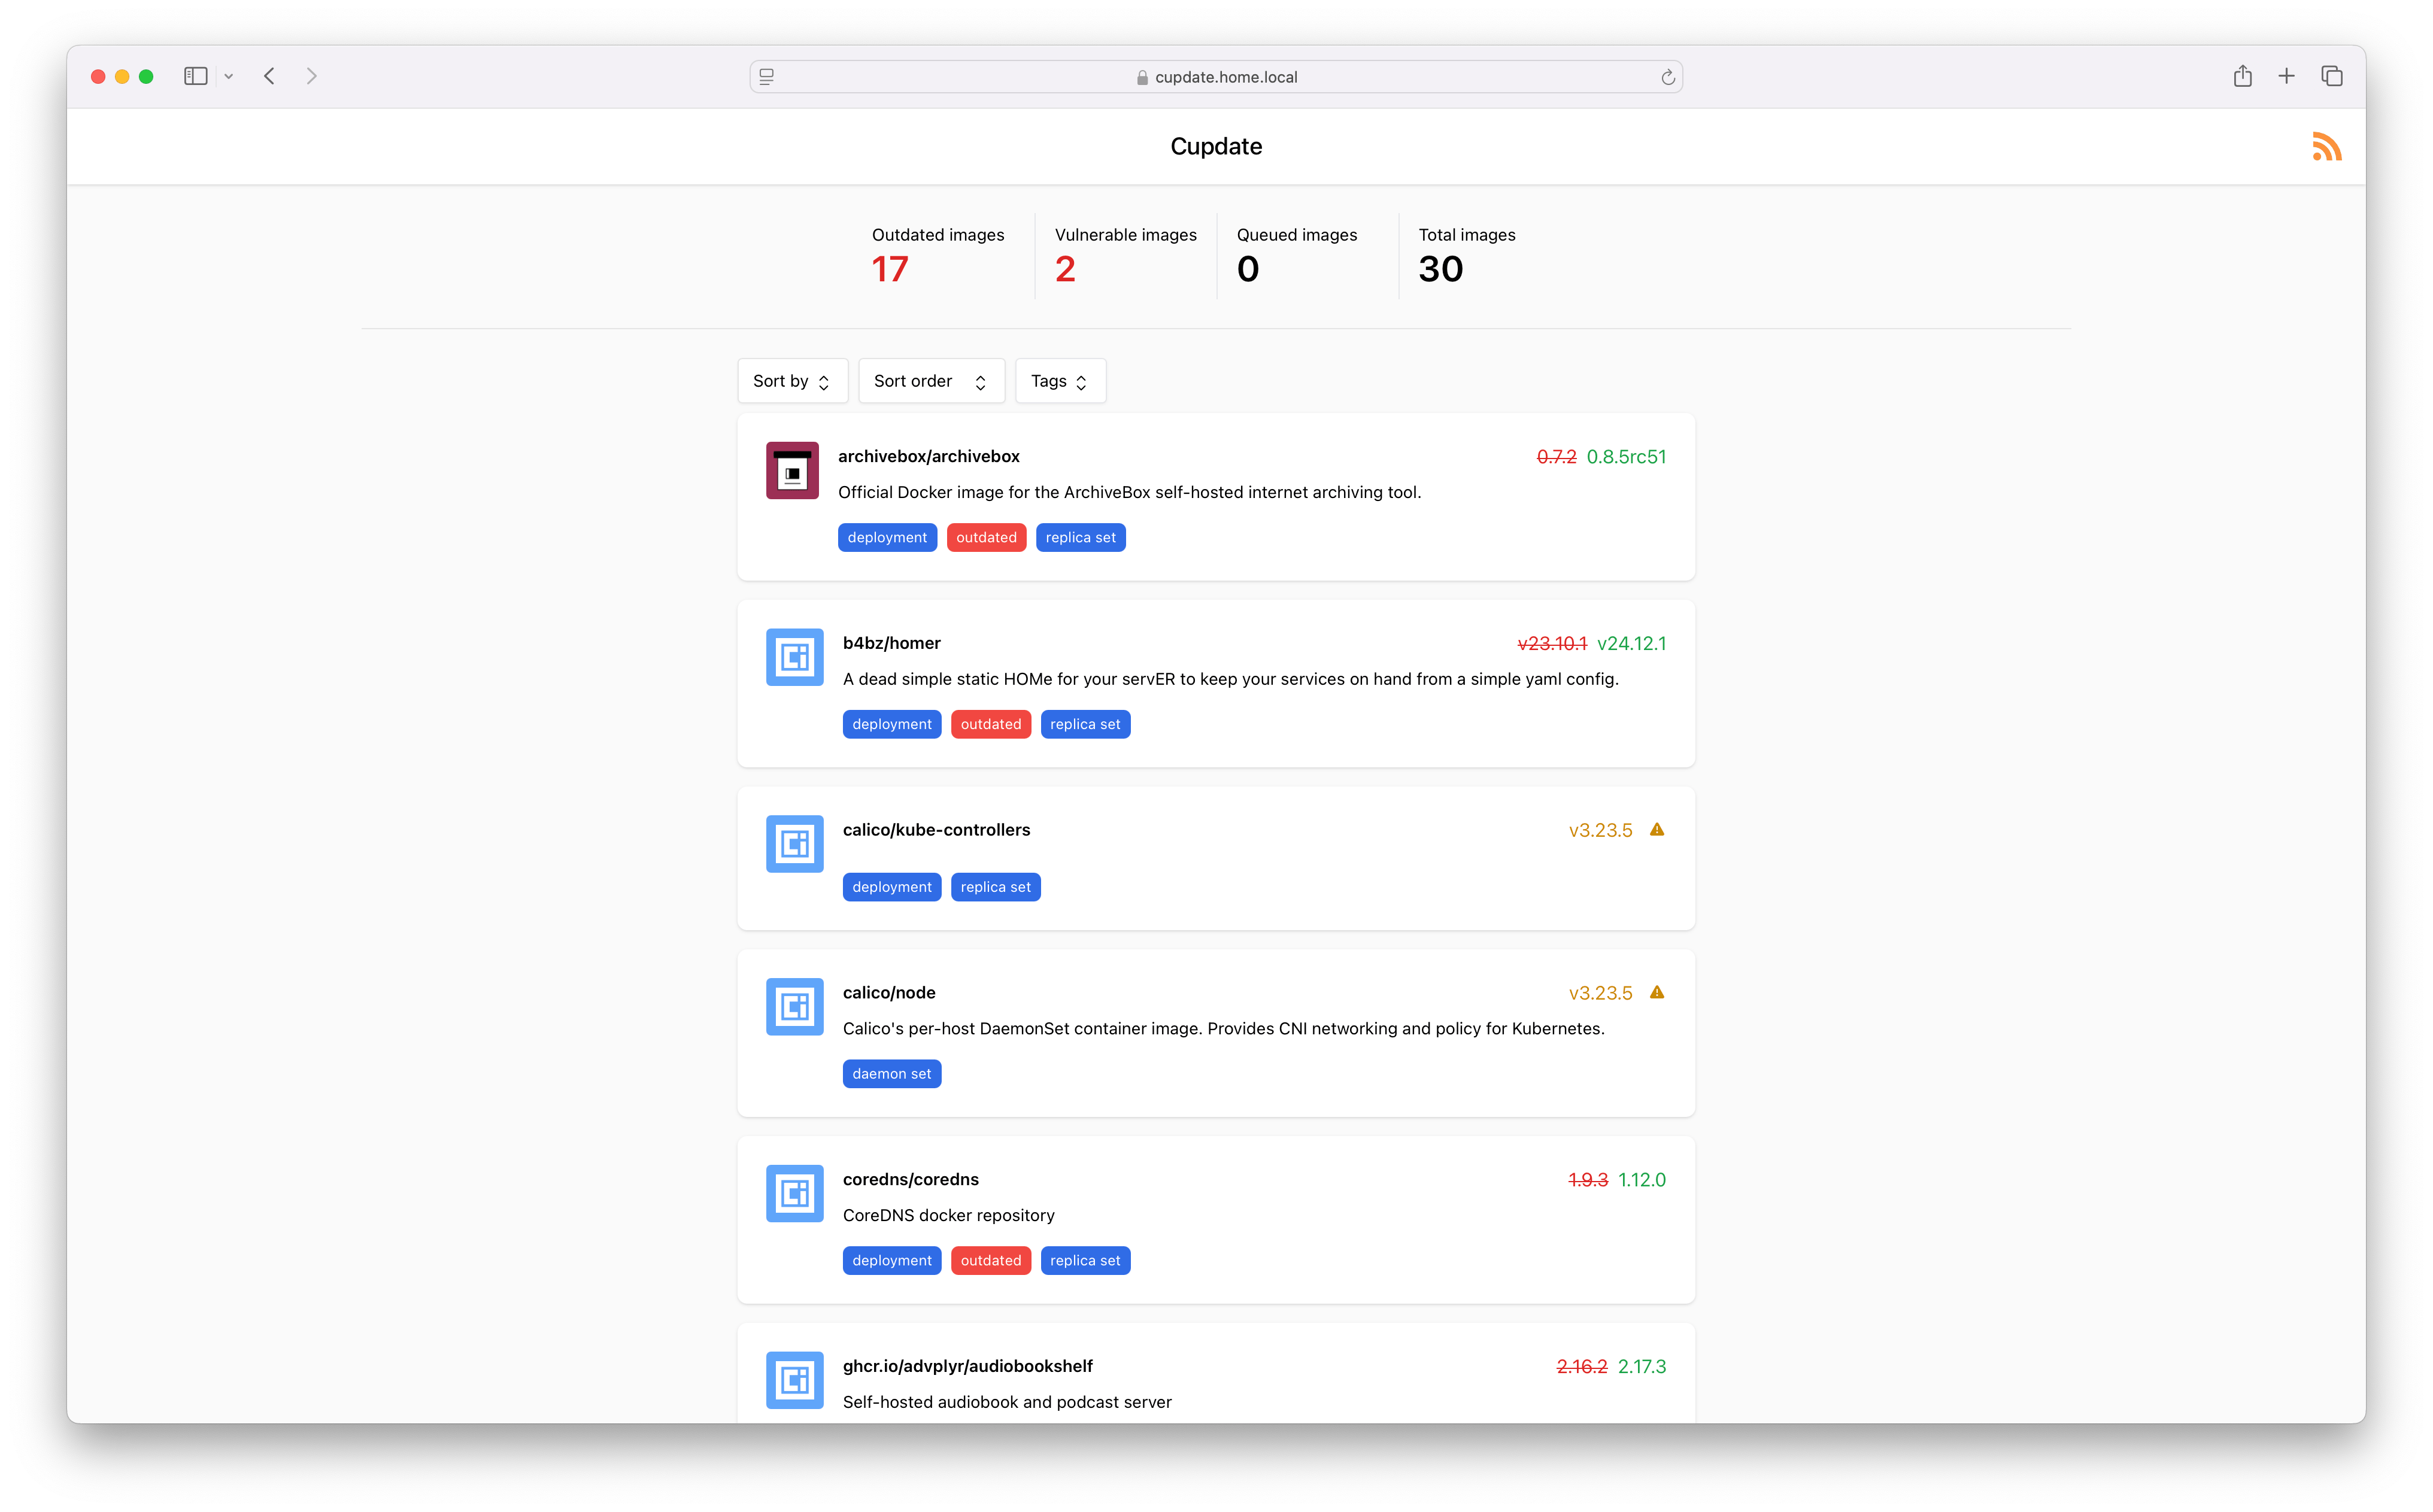 cupdate.home.local
Cupdate
Outdated images
17
Vulnerable images
2
Queued images
0
Total images
30
Sort by
Sort order
Tags
archivebox/archivebox
0.7.2 0.8.5rc51
Official Docker image for the ArchiveBox self-hosted internet archiving tool.
deployment outdated replica set
b4bz/homer
v23.10.1 v24.12.1
A dead simple static HOMe for your servER to keep your services on hand from a simple yaml config.
deployment outdated replica set
calico/kube-controllers
v3.23.5
deployment replica set
calico/node
v3.23.5
Calico's per-host DaemonSet container image. Provides CNI networking and policy for Kubernetes.
daemon set
coredns/coredns
1.9.3 1.12.0
CoreDNS docker repository
deployment outdated replica set
ghcr.io/advplyr/audiobookshelf
2.16.2 2.17.3
Self-hosted audiobook and podcast server